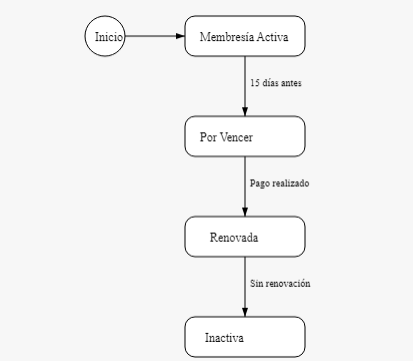 Inicio
Membresía Activa
15 días antes
Por Vencer
Pago realizado
Renovada
Sin renovación
Inactiva